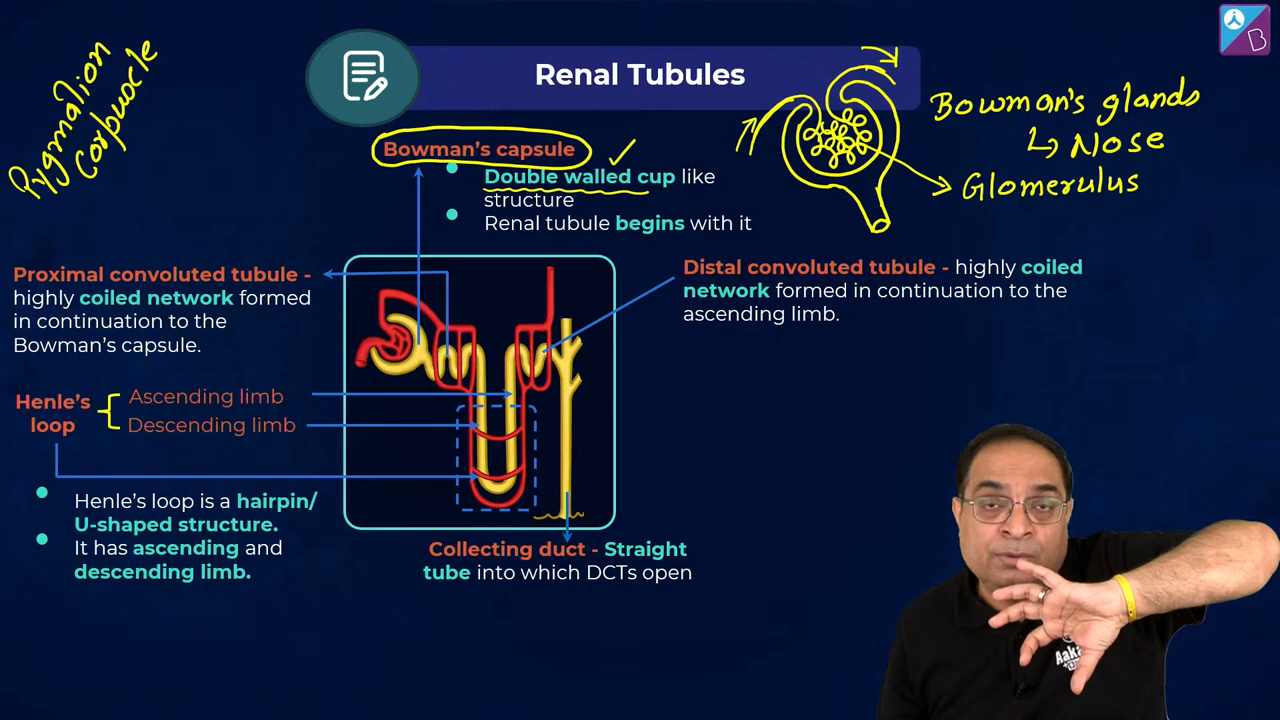 Pygmalion
Corpuscle
Renal Tubules
Bowman's capsule
Double walled cup like
structure
Renal tubule begins with it
Bowman's glands
↳ Nose
Glomerulus
Proximal convoluted tubule -
highly coiled network formed
in continuation to the
Bowman's capsule.
Distal convoluted tubule - highly coiled
network formed in continuation to the
ascending limb.
Henle's
loop
Ascending limb
Descending limb
Henle's loop is a hairpin/
U-shaped structure.
It has ascending and
descending limb.
Collecting duct - Straight
tube into which DCTs open
B